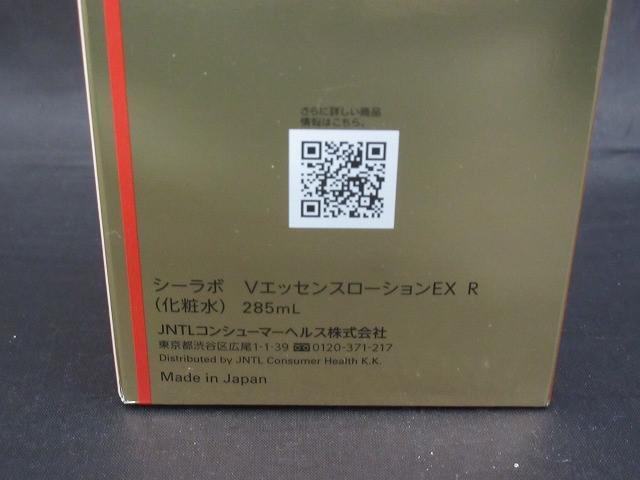 さらに詳しい商品
情報はこちら。
シーラボ　VエッセンスローションEX R
（化粧水） 285mL
JNTLコンシューマーヘルス株式会社
東京都渋谷区広尾1-1-39 0120-371-217
Distributed by JNTL Consumer Health K.K.
Made in Japan